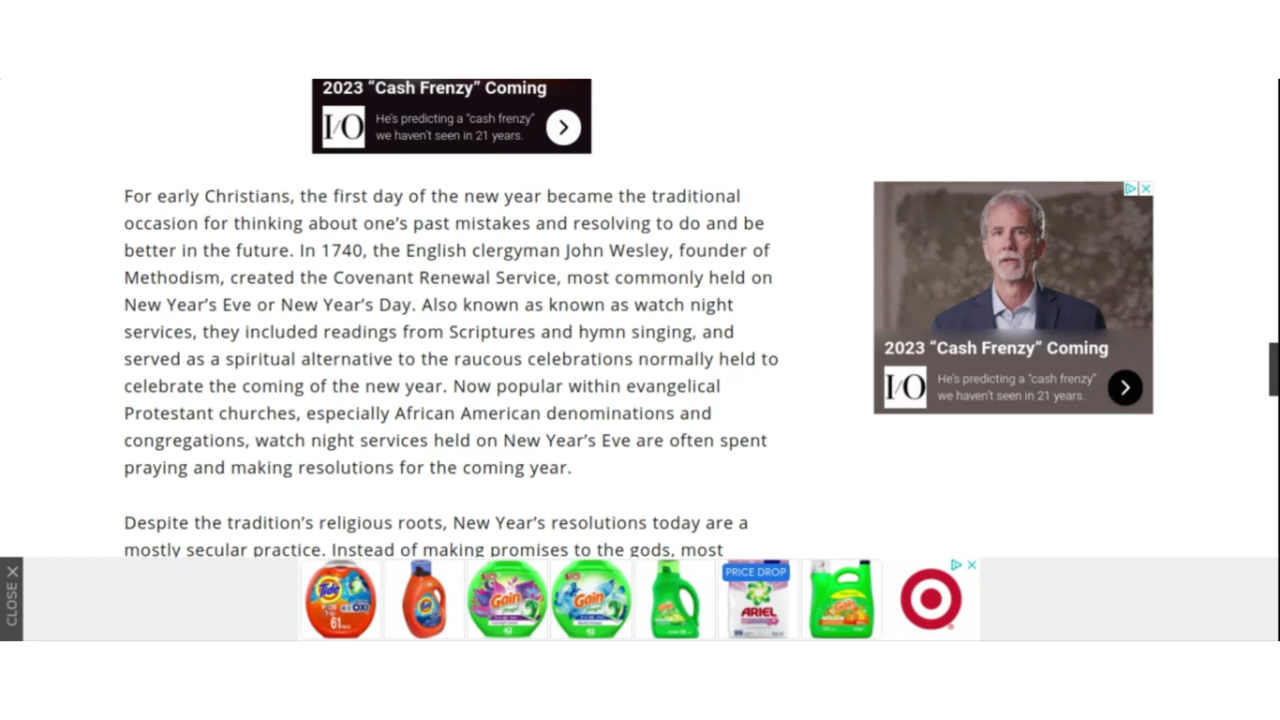 2023 “Cash Frenzy” Coming
I/O
He's predicting a "cash frenzy"
we haven't seen in 21 years.
For early Christians, the first day of the new year became the traditional
occasion for thinking about one’s past mistakes and resolving to do and be
better in the future. In 1740, the English clergyman John Wesley, founder of
Methodism, created the Covenant Renewal Service, most commonly held on
New Year’s Eve or New Year’s Day. Also known as known as watch night
services, they included readings from Scriptures and hymn singing, and
served as a spiritual alternative to the raucous celebrations normally held to
celebrate the coming of the new year. Now popular within evangelical
Protestant churches, especially African American denominations and
congregations, watch night services held on New Year’s Eve are often spent
praying and making resolutions for the coming year.
Despite the tradition’s religious roots, New Year’s resolutions today are a
mostly secular practice. Instead of making promises to the gods, most
2023 “Cash Frenzy” Coming
I/O
He's predicting a "cash frenzy"
we haven't seen in 21 years.
CLOSE X
Tide
OXI
61
Tide
Gain
42
Gain
42
Gain
PRICE DROP
ARIEL
Gain